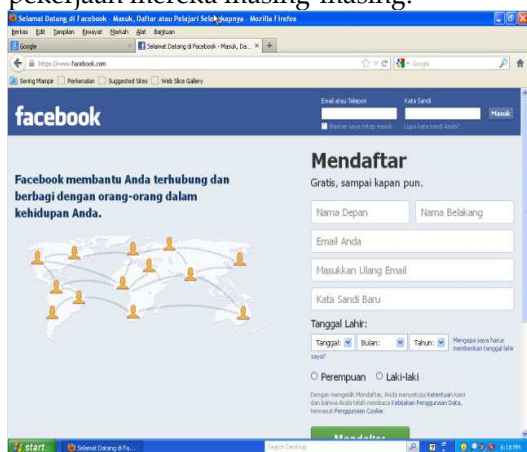 pekerjaan mereka masing-masing.
Selamat Datang di Facebook - Masuk, Daftar atau Pelajari Selengkapnya - Mozilla Firefox
Berkas Edit Tampilan Riwayat Markah Alat Bantuan
Google
Selamat Datang di Facebook - Masuk, Da... × +
https://www.facebook.com
Google
Sering Mampir Perkenalan Suggested Sites Web Slice Gallery
Email atau Telepon Kata Sandi
facebook
Masuk
Biarkan saya tetap masuk Lupa kata sandi Anda?
Mendaftar
Gratis, sampai kapan pun.
Facebook membantu Anda terhubung dan
berbagi dengan orang-orang dalam
kehidupan Anda.
Nama Depan Nama Belakang
Email Anda
Masukkan Ulang Email
Kata Sandi Baru
Tanggal Lahir:
Tanggal: Bulan: Tahun: Mengapa saya harus
memberikan tanggal lahir
saya?
Perempuan Laki-laki
Dengan mengeklik Mendaftar, Anda menyetujui Ketentuan kami
dan bahwa Anda telah membaca Kebijakan Penggunaan Data,
termasuk Penggunaan Cookie.
Mendaftar
start
Selamat Datang di Fa...
Search Desktop
6:18 PM